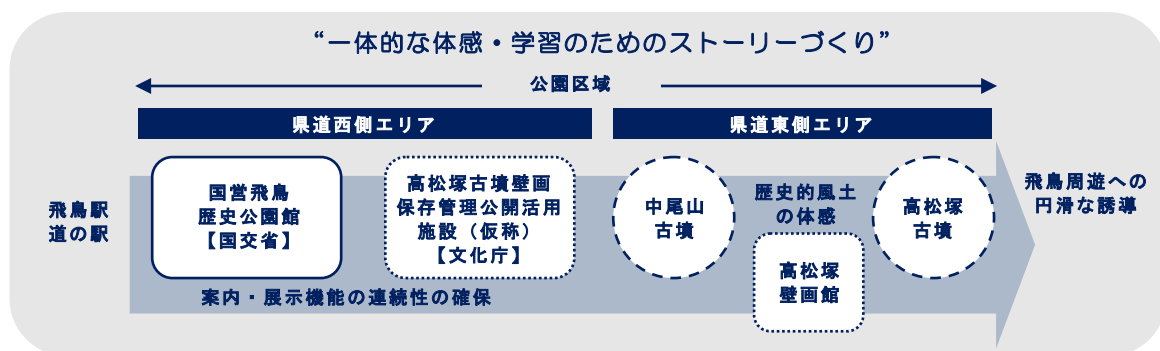 “一体的な体感・学習のためのストーリーづくり”
公園区域
県道西側エリア
県道東側エリア
飛鳥駅
道の駅
国営飛鳥
歴史公園館
【国交省】
高松塚古墳壁画
保存管理公開活用
施設（仮称）
【文化庁】
案内・展示機能の連続性の確保
中尾山
古墳
歴史的風土
の体感
高松塚
壁画館
高松塚
古墳
飛鳥周遊への
円滑な誘導